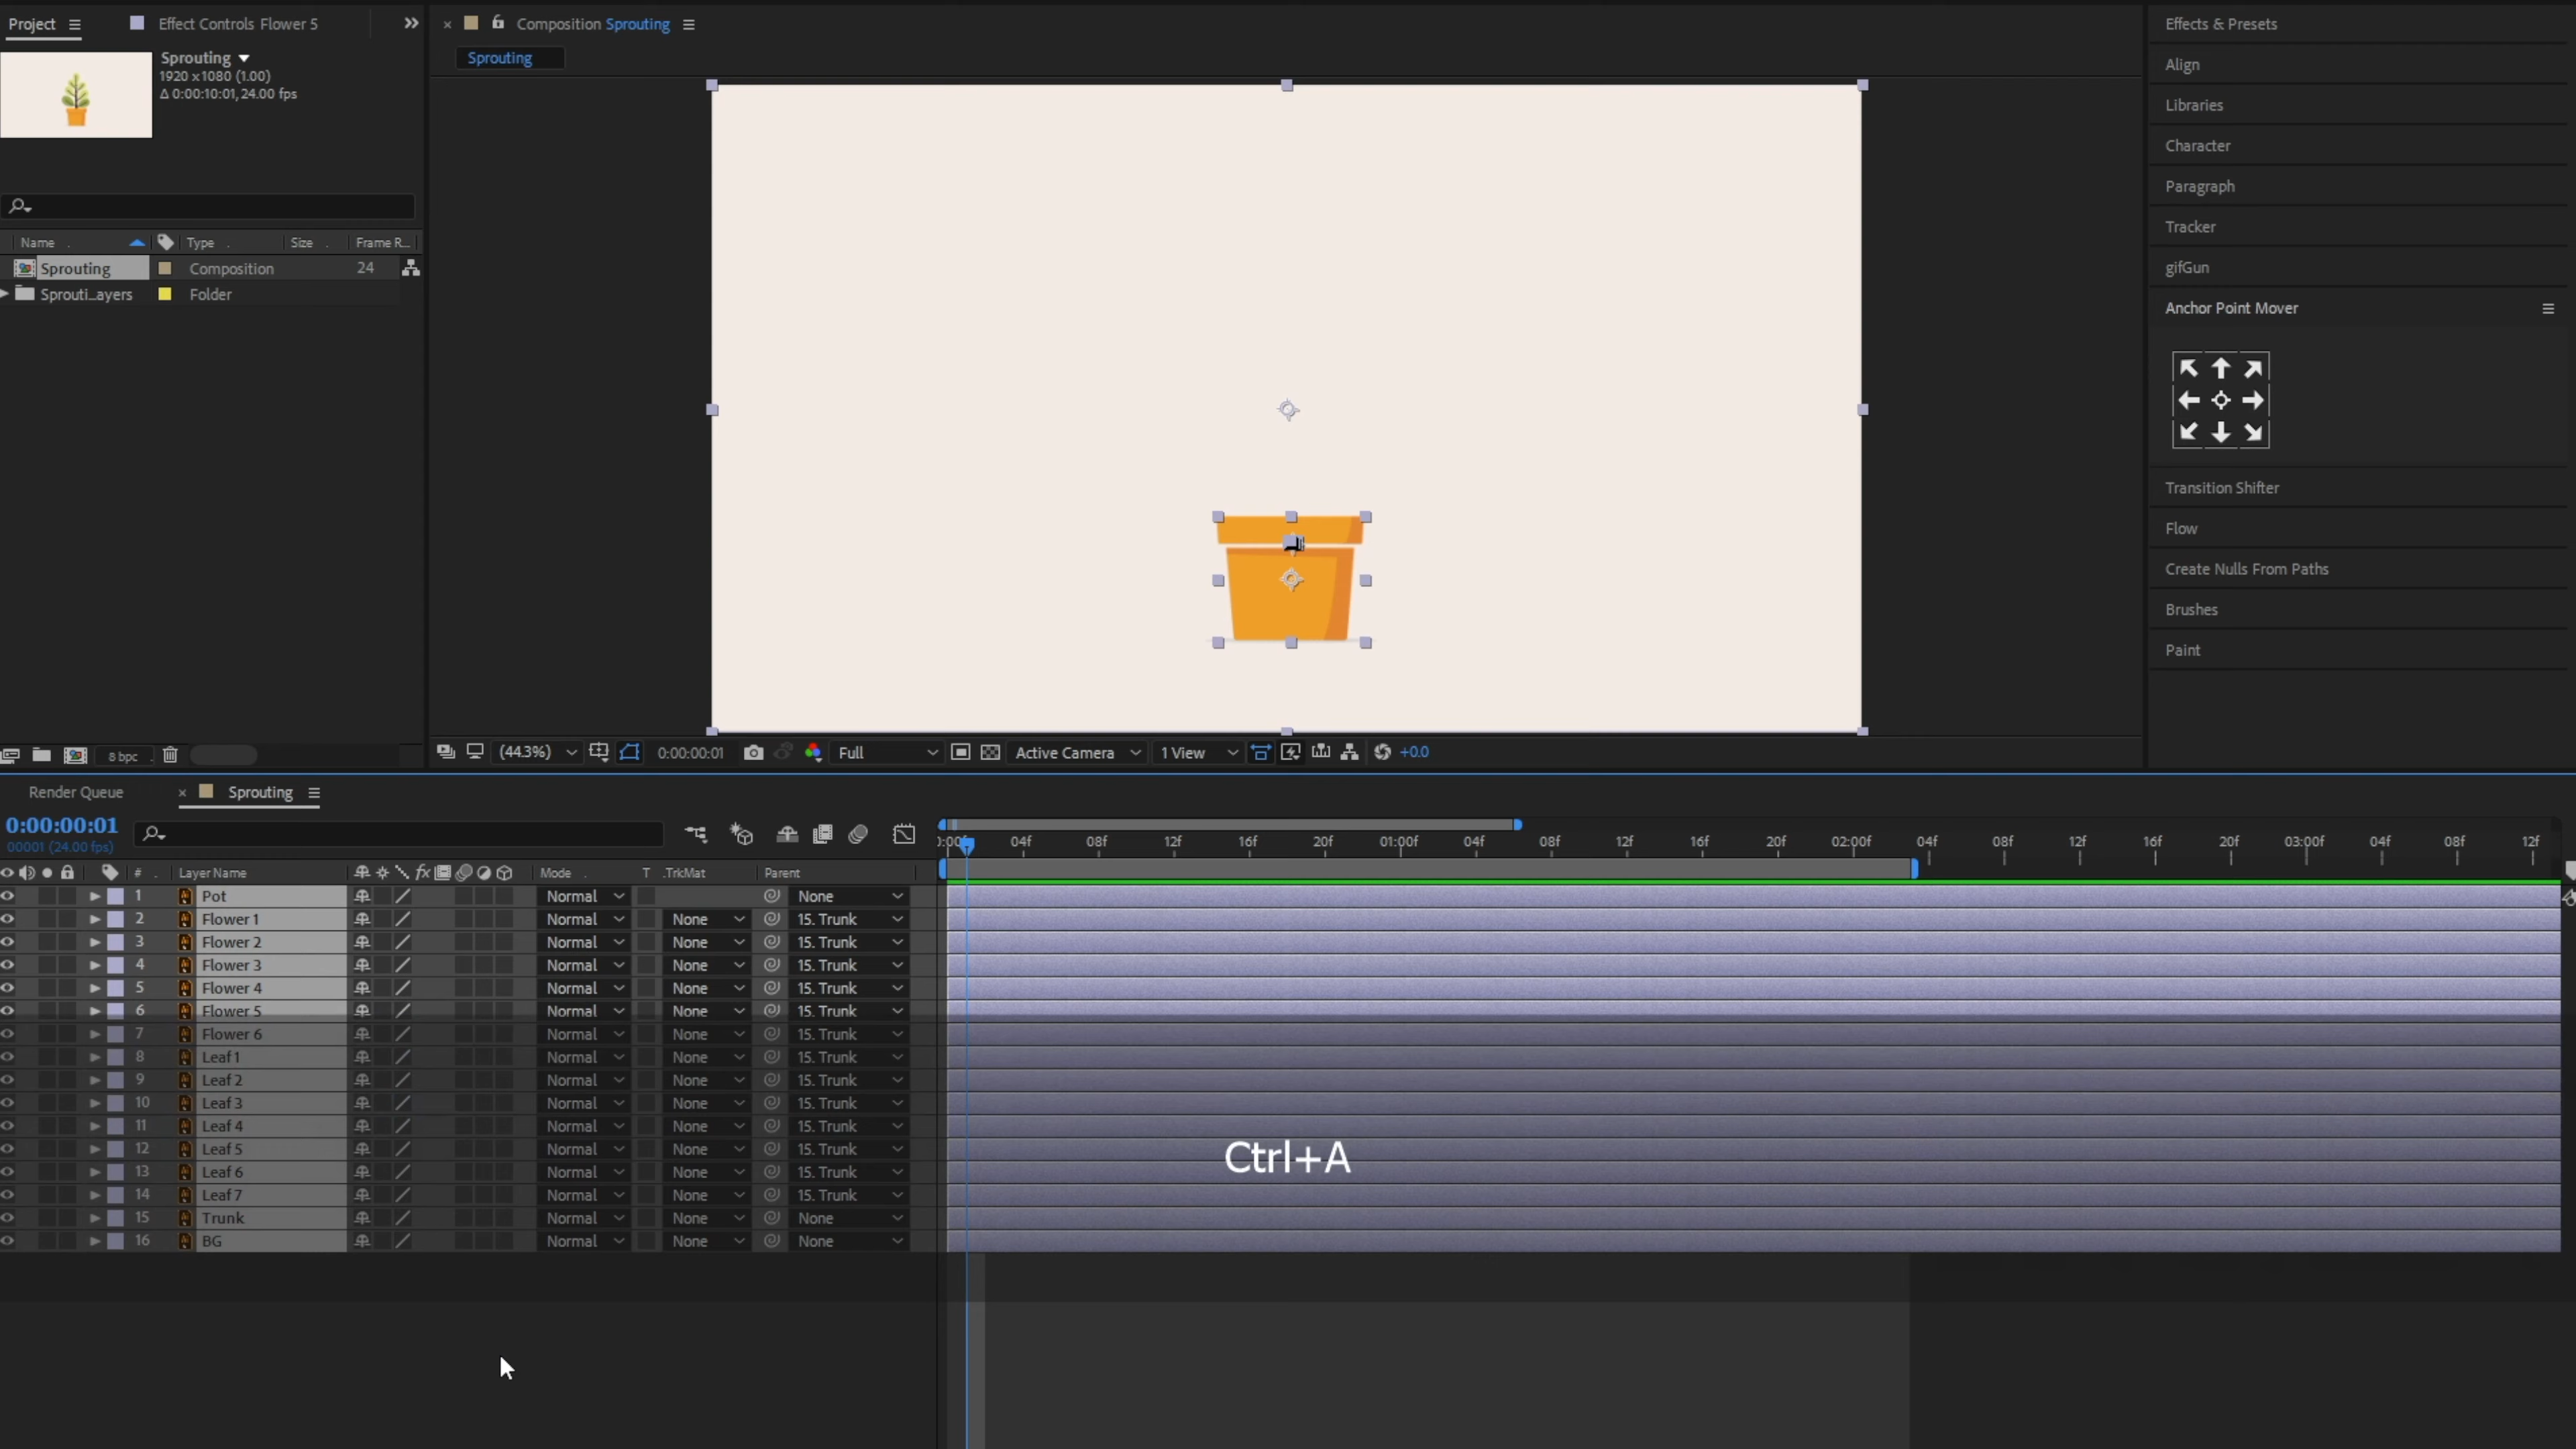 Project
Effect Controls Flower 5
Composition Sprouting
Sprouting
Sprouting
1920 x1080 (1.00)
Δ 0:00:10:01, 24.00 fps
Name
Type
Size
Frame R...
Sprouting
Composition
24
Sprouti...ayers
Folder
8 bpc
(44.3%)
0:00:00:01
Full
Active Camera
1 View
+0.0
Effects & Presets
Align
Libraries
Character
Paragraph
Tracker
gifGun
Anchor Point Mover
Transition Shifter
Flow
Create Nulls From Paths
Brushes
Paint
Render Queue
Sprouting
0:00:00:01
00001 (24.00 fps)
04f 08f 12f 16f 20f 01:00f 04f 08f 12f 16f 20f 02:00f 04f 08f 12f 16f 20f 03:00f 04f 08f 12f
# Layer Name fx Mode T .TrkMat Parent
1 Pot Normal None
2 Flower 1 Normal None 15. Trunk
3 Flower 2 Normal None 15. Trunk
4 Flower 3 Normal None 15. Trunk
5 Flower 4 Normal None 15. Trunk
6 Flower 5 Normal None 15. Trunk
7 Flower 6 Normal None 15. Trunk
8 Leaf 1 Normal None 15. Trunk
9 Leaf 2 Normal None 15. Trunk
10 Leaf 3 Normal None 15. Trunk
11 Leaf 4 Normal None 15. Trunk
12 Leaf 5 Normal None 15. Trunk
13 Leaf 6 Normal None 15. Trunk
14 Leaf 7 Normal None 15. Trunk
15 Trunk Normal None None
16 BG Normal None None
Ctrl+A